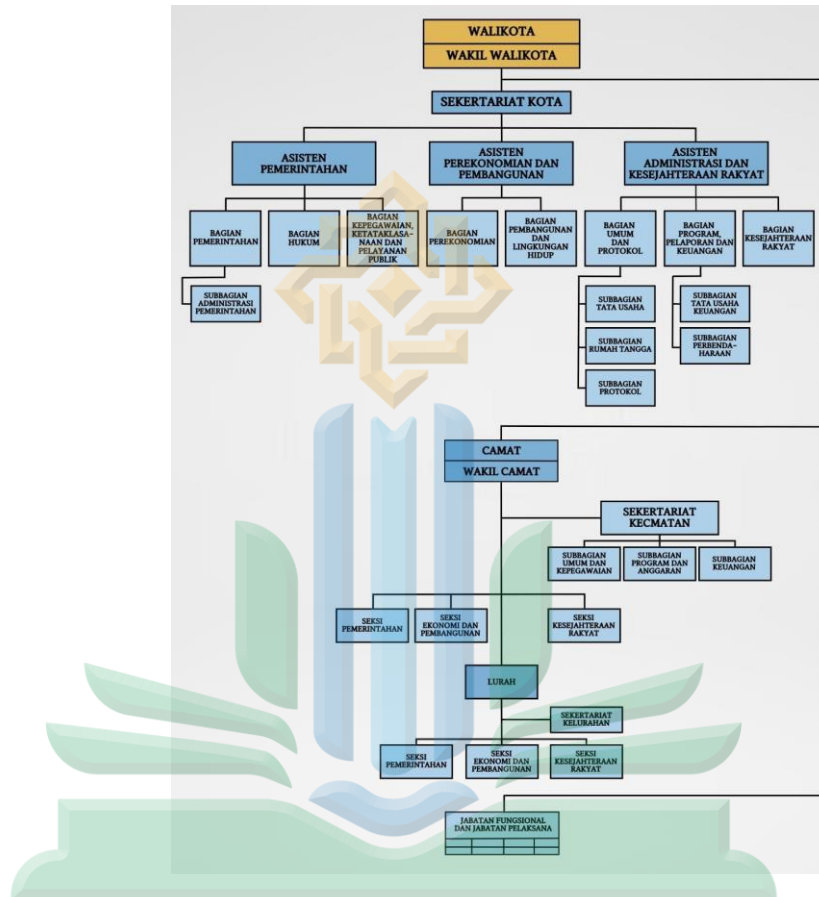 WALIKOTA
WAKIL WALIKOTA
SEKERTARIAT KOTA
ASISTEN
PEMERINTAHAN
ASISTEN
PEREKONOMIAN DAN
PEMBANGUNAN
ASISTEN
ADMINISTRASI DAN
KESEJAHTERAAN RAKYAT
BAGIAN
PEMERINTAHAN
BAGIAN
HUKUM
BAGIAN
KEPEGAWAIAN,
KETATAKLASA-
NAAN DAN
PELAYANAN
PUBLIK
BAGIAN
PEREKONOMIAN
BAGIAN
PEMBANGUNAN
DAN
LINGKUNGAN
HIDUP
BAGIAN
UMUM
DAN
PROTOKOL
BAGIAN
PROGRAM,
PELAPORAN DAN
KEUANGAN
BAGIAN
KESEJAHTERAAN
RAKYAT
SUBBAGIAN
ADMINISTRASI
PEMERINTAHAN
SUBBAGIAN
TATA USAHA
SUBBAGIAN
RUMAH TANGGA
SUBBAGIAN
PROTOKOL
SUBBAGIAN
TATA USAHA
KEUANGAN
SUBBAGIAN
PERBENDA-
HARAAN
CAMAT
WAKIL CAMAT
SEKERTARIAT
KECMATAN
SUBBAGIAN
UMUM DAN
KEPEGAWAIAN
SUBBAGIAN
PROGRAM DAN
ANGGARAN
SUBBAGIAN
KEUANGAN
SEKSI
PEMERINTAHAN
SEKSI
EKONOMI DAN
PEMBANGUNAN
SEKSI
KESEJAHTERAAN
RAKYAT
LURAH
SEKERTARIAT
KELURAHAN
SEKSI
PEMERINTAHAN
SEKSI
EKONOMI DAN
PEMBANGUNAN
SEKSI
KESEJAHTERAAN
RAKYAT
JABATAN FUNGSIONAL
DAN JABATAN PELAKSANA